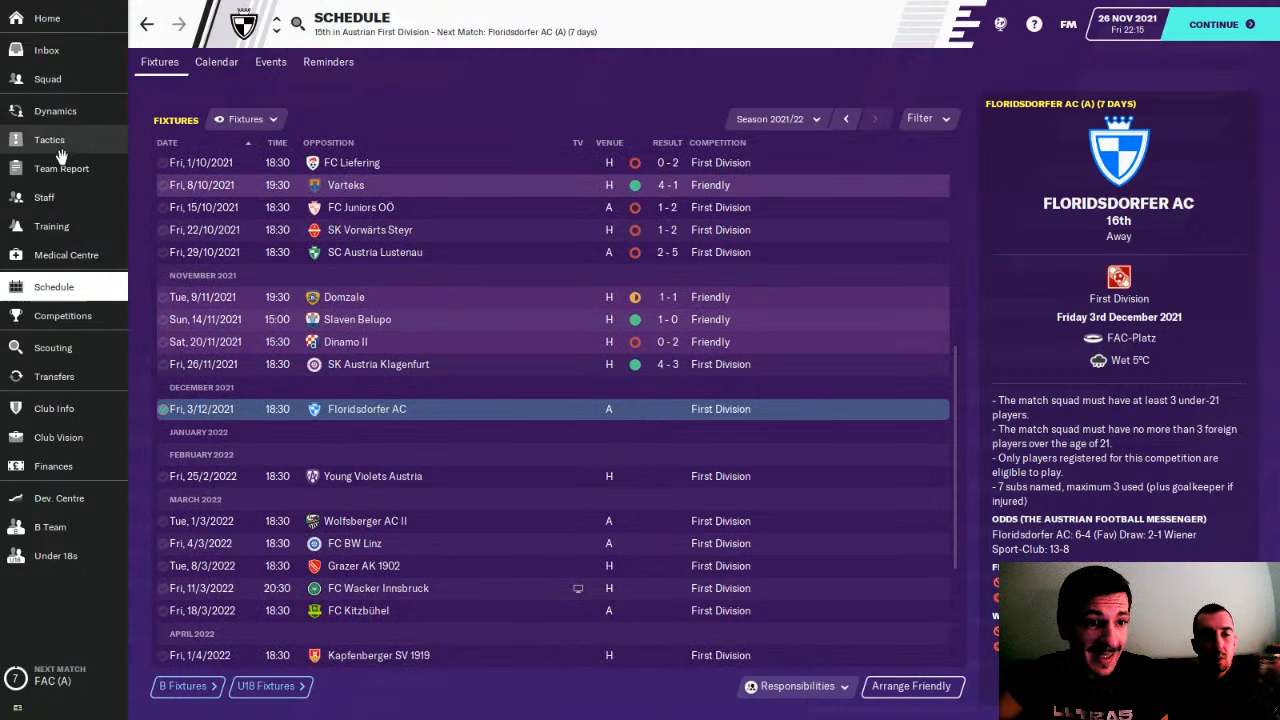 Home
Inbox
Squad
Dynamics
Tactics
Team Report
Staff
Training
Medical Centre
Schedule
Competitions
Scouting
Transfers
Club Info
Club Vision
Finances
Dev. Centre
B Team
Under 18s
7 NEXT MATCH
FAC (A)
SCHEDULE
15th in Austrian First Division - Next Match: Floridsdorfer AC (A) (7 days)
? FM
26 NOV 2021
Fri 22:15
CONTINUE
Fixtures Calendar Events Reminders
FIXTURES Fixtures Season 2021/22 Filter
DATE TIME OPPOSITION TV VENUE RESULT COMPETITION
Fri, 1/10/2021 18:30 FC Liefering H 0 - 2 First Division
Fri, 8/10/2021 19:30 Varteks H 4 - 1 Friendly
Fri, 15/10/2021 18:30 FC Juniors OÖ A 1 - 2 First Division
Fri, 22/10/2021 18:30 SK Vorwärts Steyr H 1 - 2 First Division
Fri, 29/10/2021 18:30 SC Austria Lustenau A 2 - 5 First Division
NOVEMBER 2021
Tue, 9/11/2021 19:30 Domzale H 1 - 1 Friendly
Sun, 14/11/2021 15:00 Slaven Belupo H 1 - 0 Friendly
Sat, 20/11/2021 15:30 Dinamo II H 0 - 2 Friendly
Fri, 26/11/2021 18:30 SK Austria Klagenfurt H 4 - 3 First Division
DECEMBER 2021
Fri, 3/12/2021 18:30 Floridsdorfer AC A First Division
JANUARY 2022
FEBRUARY 2022
Fri, 25/2/2022 18:30 Young Violets Austria H First Division
MARCH 2022
Tue, 1/3/2022 18:30 Wolfsberger AC II A First Division
Fri, 4/3/2022 18:30 FC BW Linz A First Division
Tue, 8/3/2022 18:30 Grazer AK 1902 H First Division
Fri, 11/3/2022 20:30 FC Wacker Innsbruck H First Division
Fri, 18/3/2022 18:30 FC Kitzbühel A First Division
APRIL 2022
Fri, 1/4/2022 18:30 Kapfenberger SV 1919 H First Division
B Fixtures U18 Fixtures Responsibilities Arrange Friendly
FLORIDSDORFER AC (A) (7 DAYS)
FLORIDSDORFER AC
16th
Away
First Division
Friday 3rd December 2021
FAC-Platz
Wet 5ºC
- The match squad must have at least 3 under-21
players.
- The match squad must have no more than 3 foreign
players over the age of 21.
- Only players registered for this competition are
eligible to play.
- 7 subs named, maximum 3 used (plus goalkeeper if
injured)
ODDS (THE AUSTRIAN FOOTBALL MESSENGER)
Floridsdorfer AC: 6-4 (Fav) Draw: 2-1 Wiener
Sport-Club: 13-8